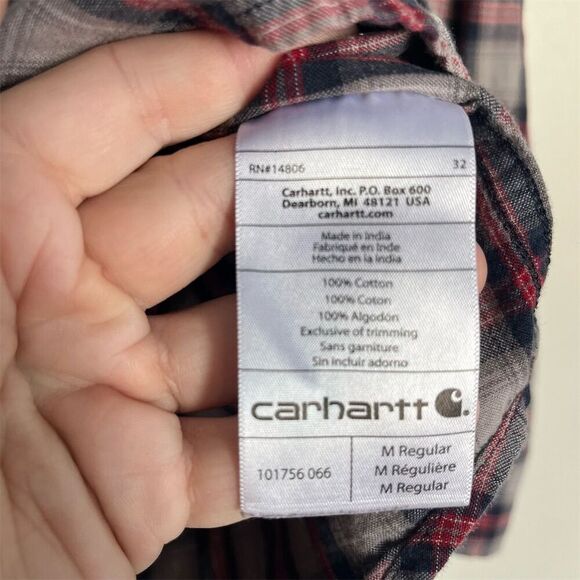 RN#14806 32
Carhartt, Inc. P.O. Box 600
Dearborn, MI 48121 USA
carhartt.com
Made in India
Fabriqué en Inde
Hecho en la India
100% Cotton
100% Coton
100% Algodón
Exclusive of trimming
Sans garniture
Sin incluir adorno
carhartt
101756 066
M Regular
M Régulière
M Regular